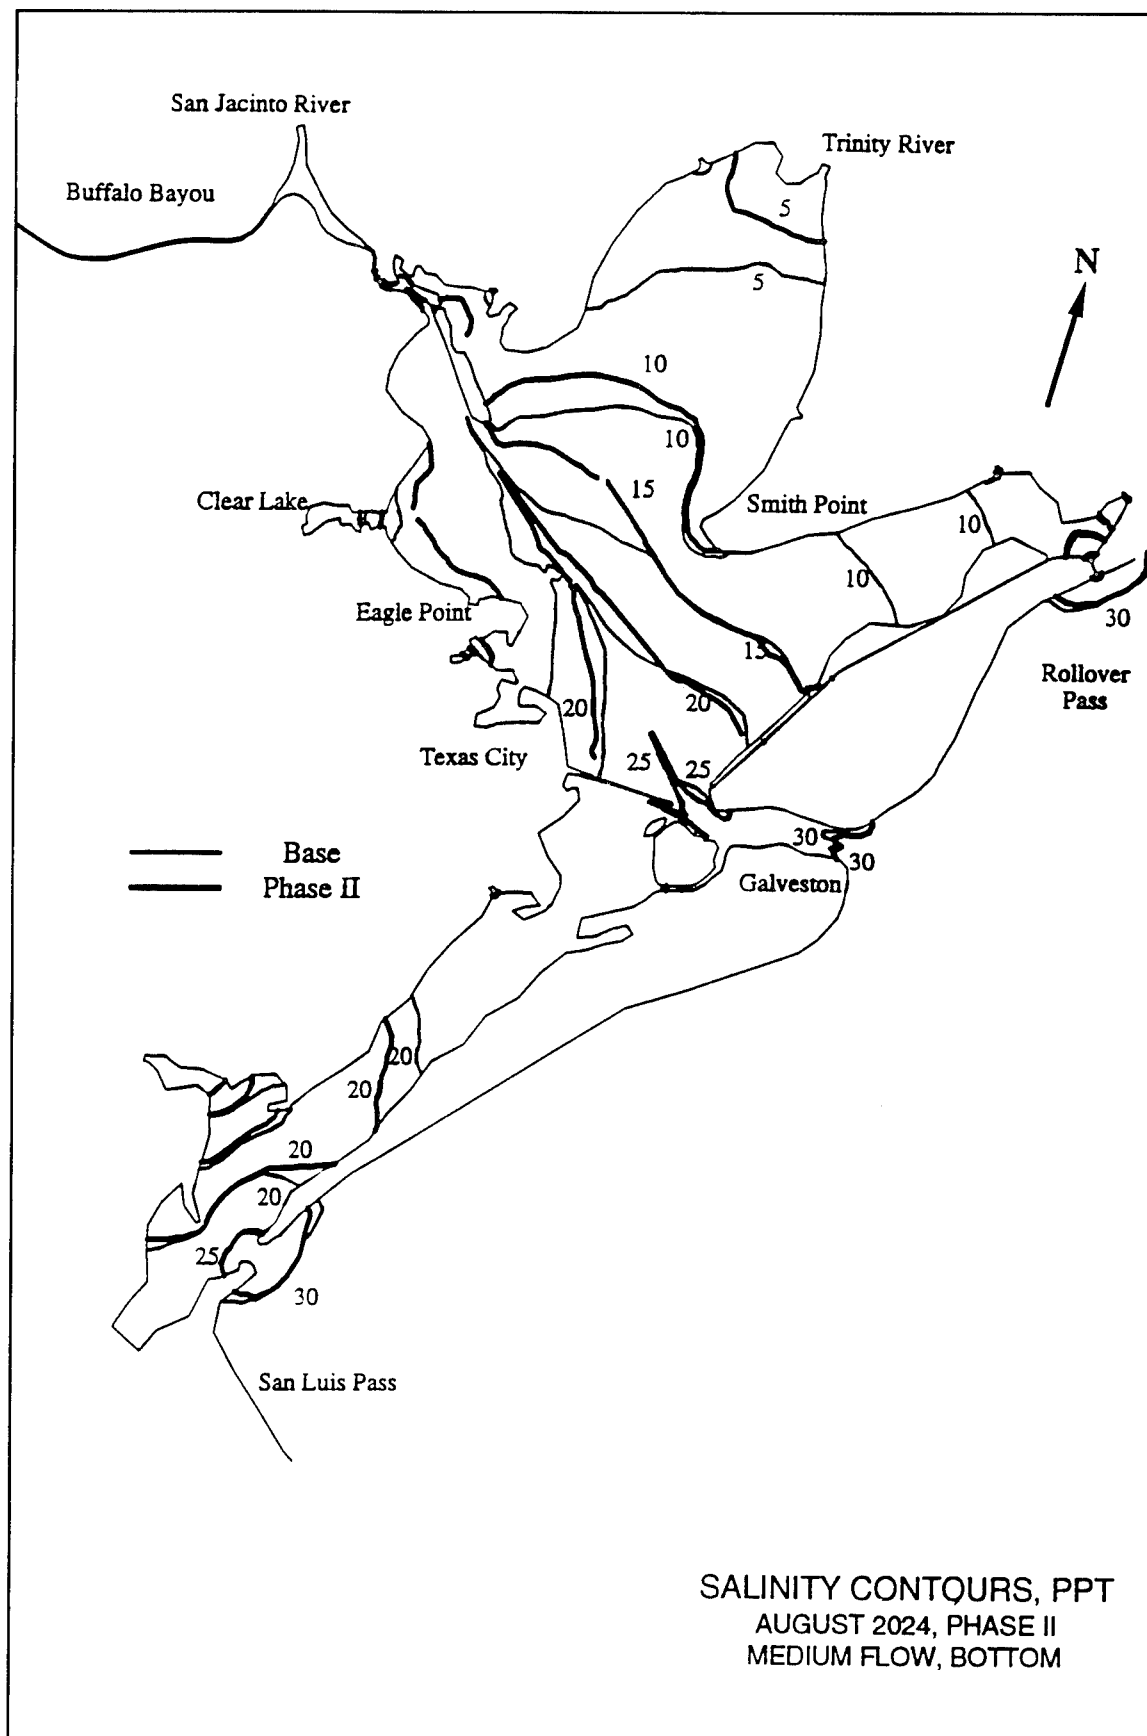 San Jacinto River
Trinity River
Buffalo Bayou
5
N
5
10
10
Clear Lake
15
Smith Point
10
10
Eagle Point
30
15
Rollover
Pass
20
20
Texas City
25
25
30
Base
30
Phase II
Galveston
20
20
20
20
25
30
San Luis Pass
SALINITY CONTOURS, PPT
AUGUST 2024, PHASE II
MEDIUM FLOW, BOTTOM